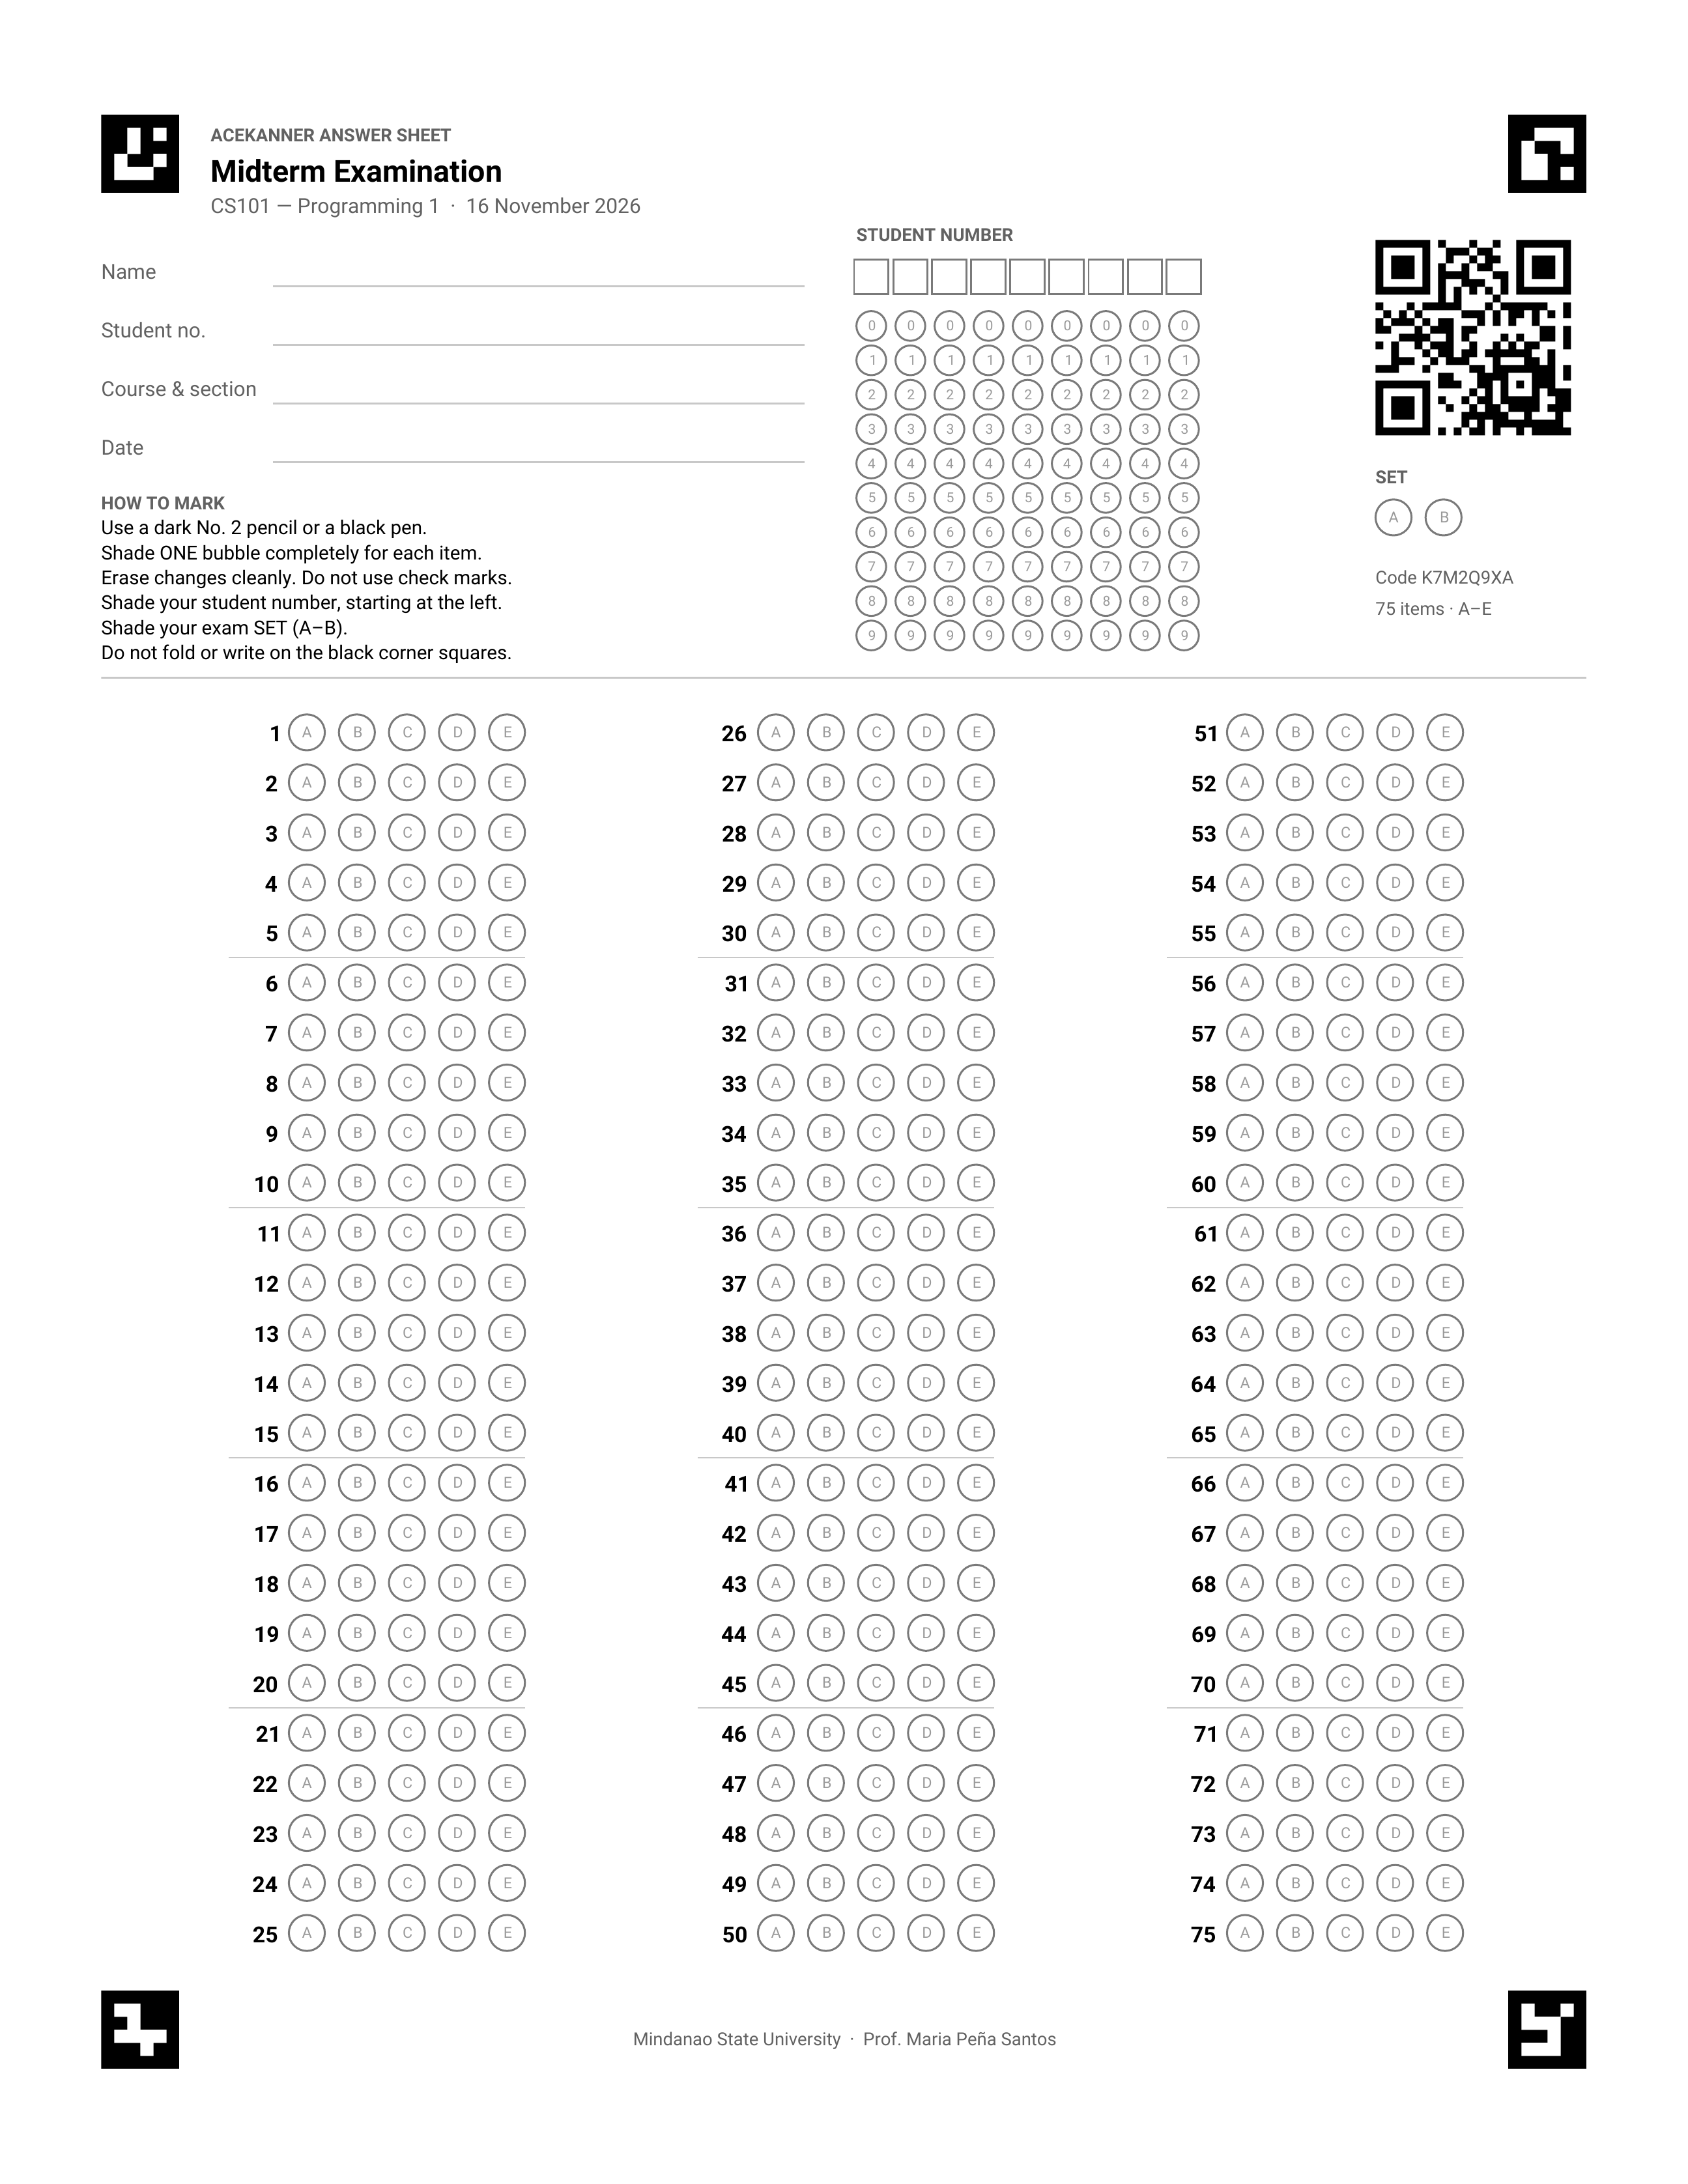 ACEKANNER ANSWER SHEET
Midterm Examination
CS101 — Programming 1 · 16 November 2026
Name
Student no.
Course & section
Date
HOW TO MARK
Use a dark No. 2 pencil or a black pen.
Shade ONE bubble completely for each item.
Erase changes cleanly. Do not use check marks.
Shade your student number, starting at the left.
Shade your exam SET (A–B).
Do not fold or write on the black corner squares.
STUDENT NUMBER
0 0 0 0 0 0 0 0 0
1 1 1 1 1 1 1 1 1
2 2 2 2 2 2 2 2 2
3 3 3 3 3 3 3 3 3
4 4 4 4 4 4 4 4 4
5 5 5 5 5 5 5 5 5
6 6 6 6 6 6 6 6 6
7 7 7 7 7 7 7 7 7
8 8 8 8 8 8 8 8 8
9 9 9 9 9 9 9 9 9
SET
A B
Code K7M2Q9XA
75 items · A–E
1 A B C D E
2 A B C D E
3 A B C D E
4 A B C D E
5 A B C D E
6 A B C D E
7 A B C D E
8 A B C D E
9 A B C D E
10 A B C D E
11 A B C D E
12 A B C D E
13 A B C D E
14 A B C D E
15 A B C D E
16 A B C D E
17 A B C D E
18 A B C D E
19 A B C D E
20 A B C D E
21 A B C D E
22 A B C D E
23 A B C D E
24 A B C D E
25 A B C D E
26 A B C D E
27 A B C D E
28 A B C D E
29 A B C D E
30 A B C D E
31 A B C D E
32 A B C D E
33 A B C D E
34 A B C D E
35 A B C D E
36 A B C D E
37 A B C D E
38 A B C D E
39 A B C D E
40 A B C D E
41 A B C D E
42 A B C D E
43 A B C D E
44 A B C D E
45 A B C D E
46 A B C D E
47 A B C D E
48 A B C D E
49 A B C D E
50 A B C D E
51 A B C D E
52 A B C D E
53 A B C D E
54 A B C D E
55 A B C D E
56 A B C D E
57 A B C D E
58 A B C D E
59 A B C D E
60 A B C D E
61 A B C D E
62 A B C D E
63 A B C D E
64 A B C D E
65 A B C D E
66 A B C D E
67 A B C D E
68 A B C D E
69 A B C D E
70 A B C D E
71 A B C D E
72 A B C D E
73 A B C D E
74 A B C D E
75 A B C D E
Mindanao State University · Prof. Maria Peña Santos